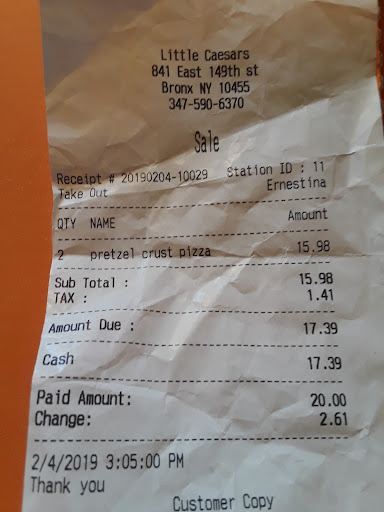 Little Caesars
841 East 149th st
Bronx NY 10455
347-590-6370
Sale
Receipt # 20190204-10029 Station ID : 11
Take Out Ernestina
QTY NAME Amount
2 pretzel crust pizza 15.98
Sub Total : 15.98
TAX : 1.41
Amount Due : 17.39
Cash 17.39
Paid Amount: 20.00
Change: 2.61
2/4/2019 3:05:00 PM
Thank you
Customer Copy